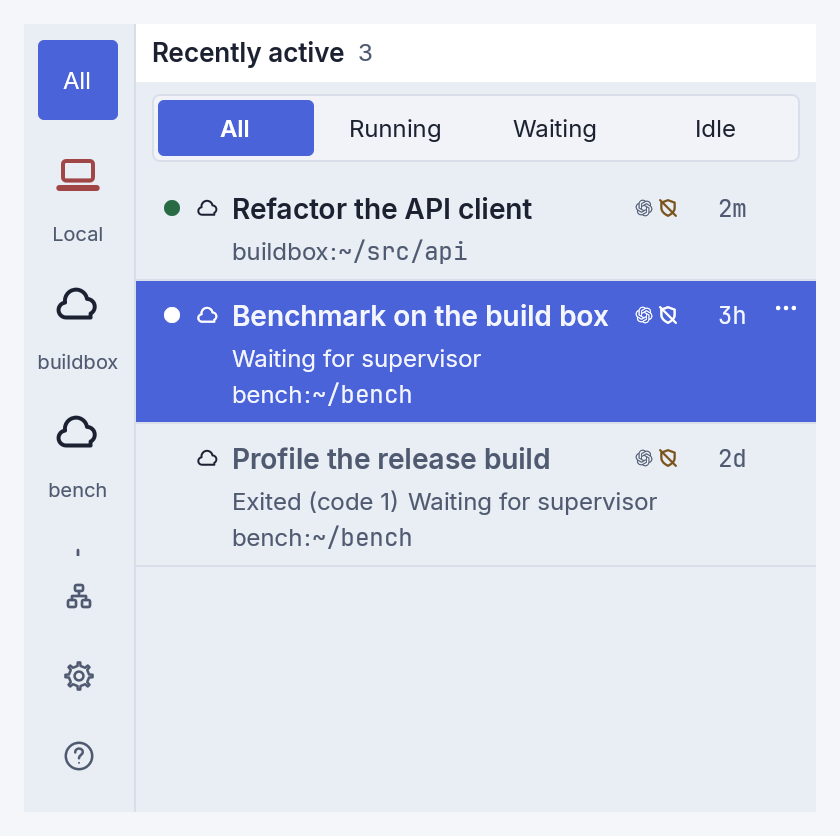 All
Local
buildbox
bench
Recently active 3
All Running Waiting Idle
Refactor the API client 2m
buildbox:~/src/api
Benchmark on the build box 3h
Waiting for supervisor
bench:~/bench
Profile the release build 2d
Exited (code 1) Waiting for supervisor
bench:~/bench